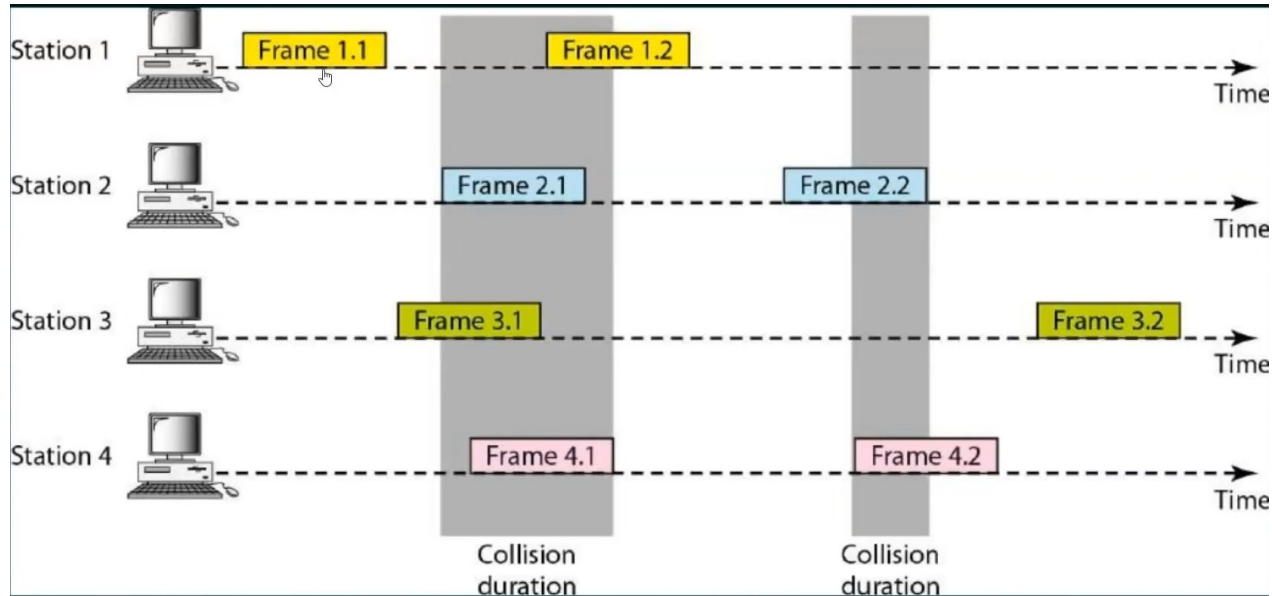 Station 1
Frame 1.1
Frame 1.2
Time
Station 2
Frame 2.1
Frame 2.2
Time
Station 3
Frame 3.1
Frame 3.2
Time
Station 4
Frame 4.1
Frame 4.2
Time
Collision
duration
Collision
duration